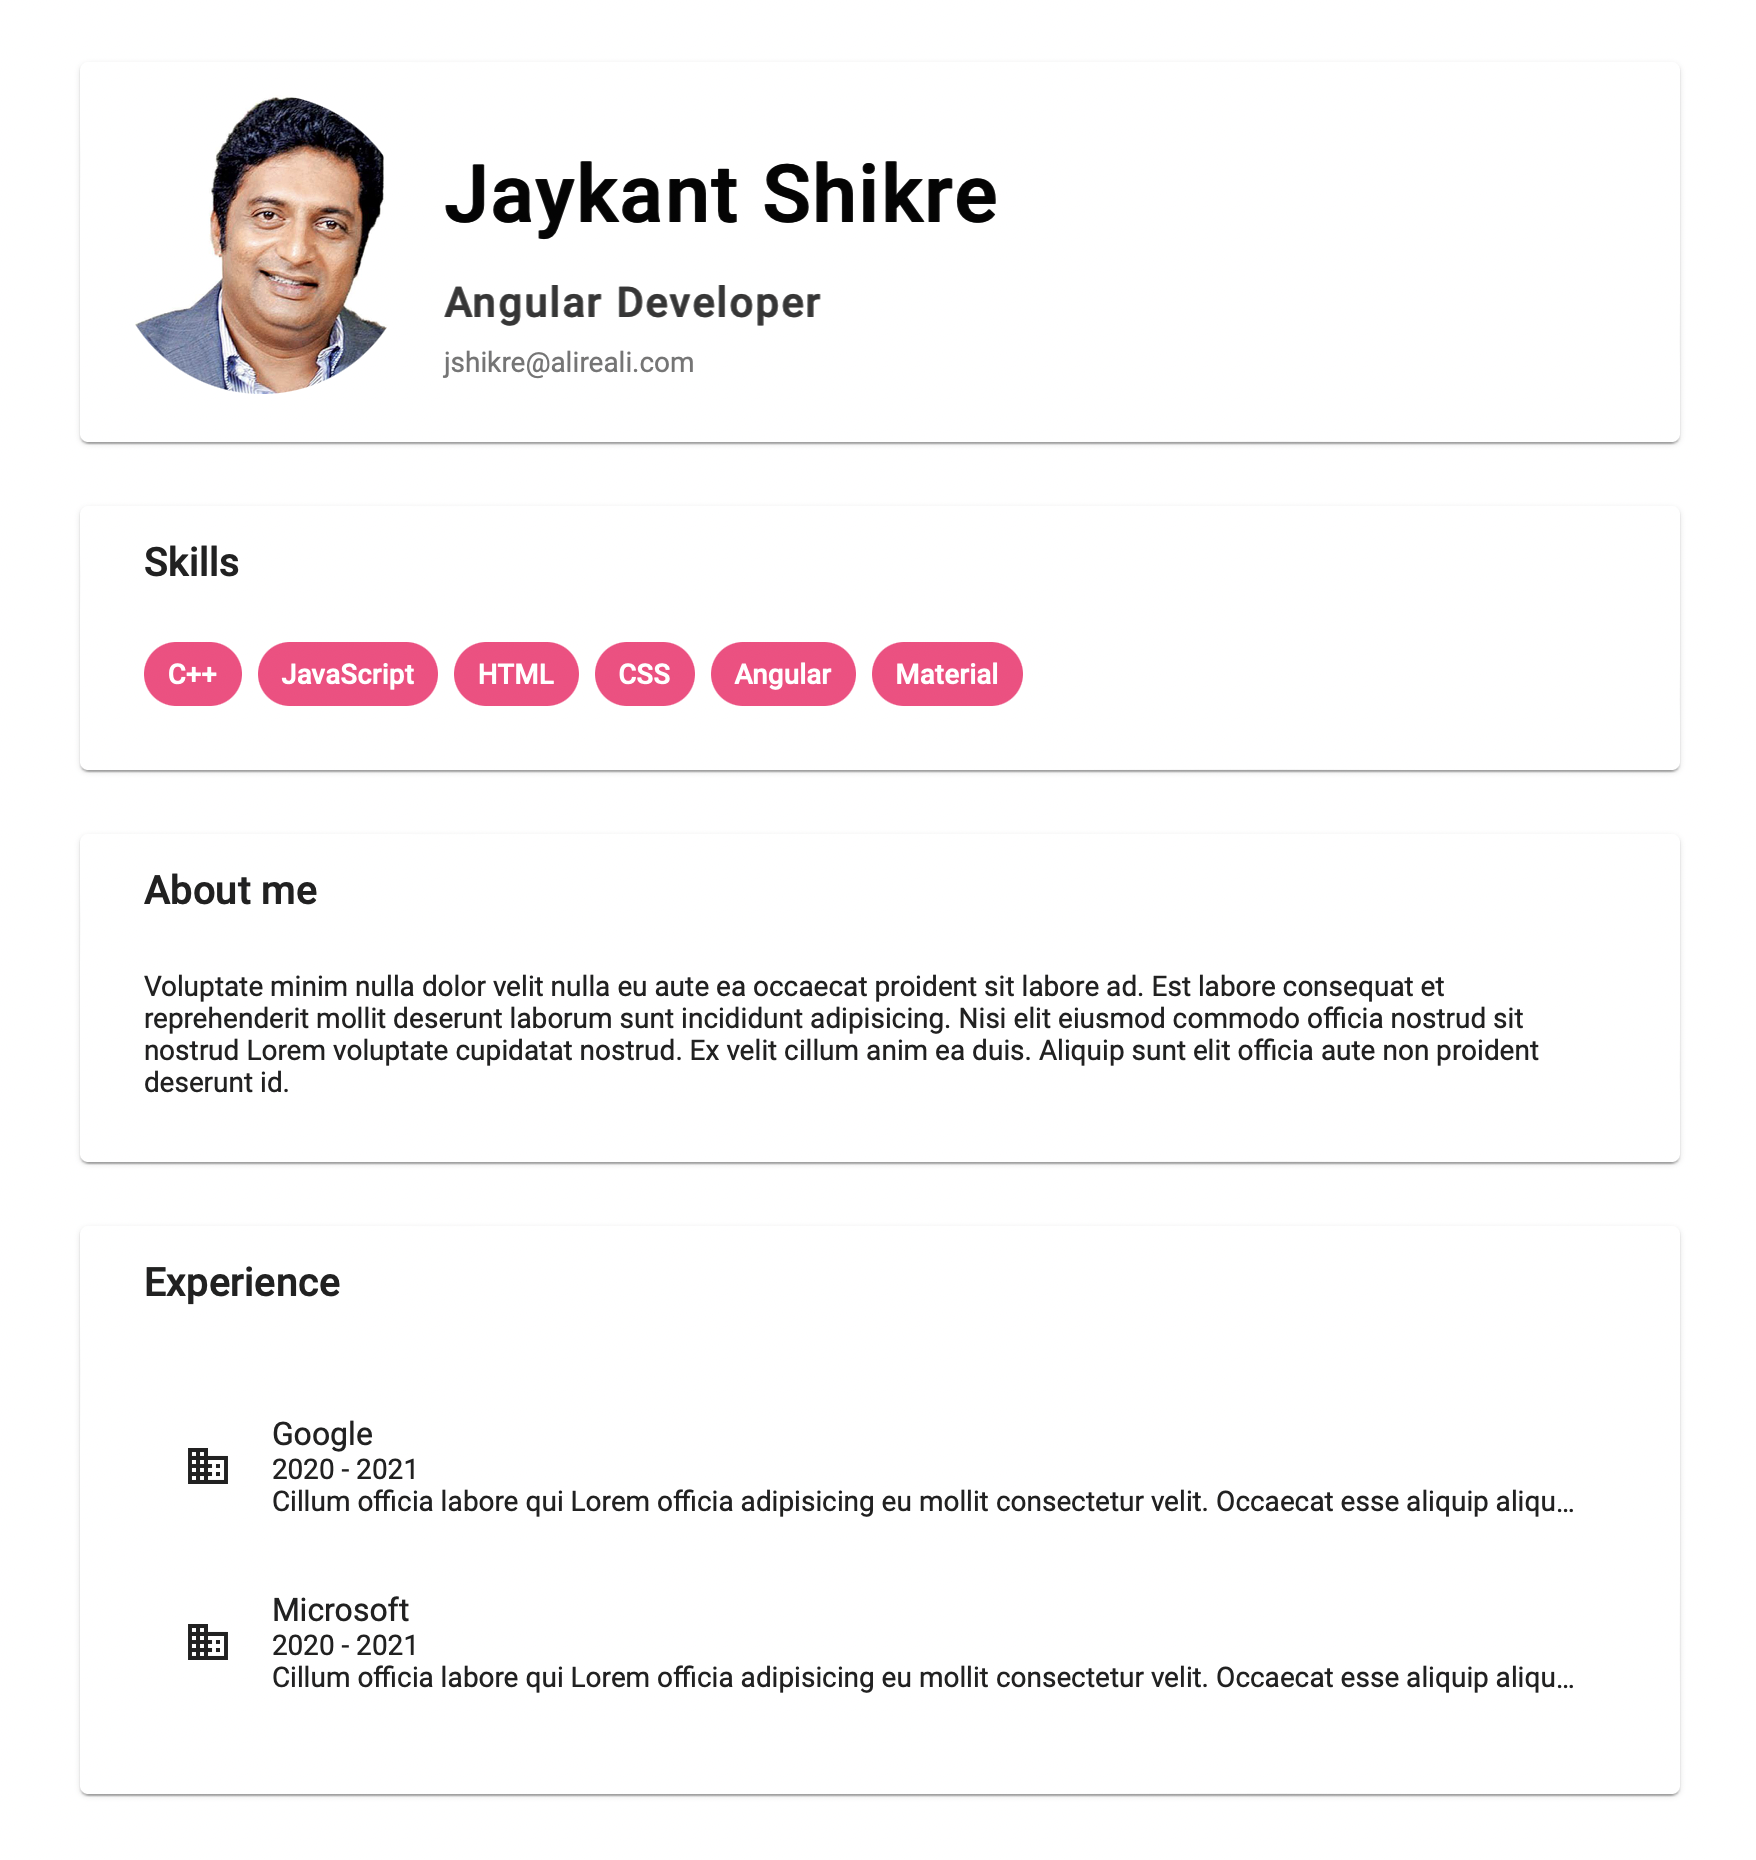 Jaykant Shikre
Angular Developer
jshikre@alireali.com
Skills
C++ JavaScript HTML CSS Angular Material
About me
Voluptate minim nulla dolor velit nulla eu aute ea occaecat proident sit labore ad. Est labore consequat et
reprehenderit mollit deserunt laborum sunt incididunt adipisicing. Nisi elit eiusmod commodo officia nostrud sit
nostrud Lorem voluptate cupidatat nostrud. Ex velit cillum anim ea duis. Aliquip sunt elit officia aute non proident
deserunt id.
Experience
Google
2020 - 2021
Cillum officia labore qui Lorem officia adipisicing eu mollit consectetur velit. Occaecat esse aliquip aliqu...
Microsoft
2020 - 2021
Cillum officia labore qui Lorem officia adipisicing eu mollit consectetur velit. Occaecat esse aliquip aliqu...